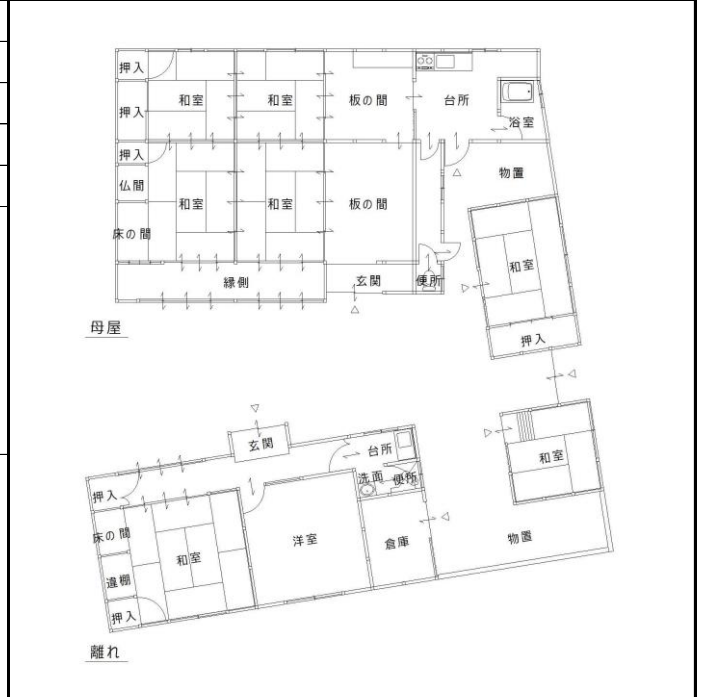 押入
和室
和室
板の間
台所
押入
浴室
押入
仏間
和室
和室
板の間
物置
床の間
和室
縁側
玄関
便所
母屋
押入
玄関
台所
和室
洗面
便所
押入
床の間
和室
洋室
倉庫
物置
違棚
押入
離れ